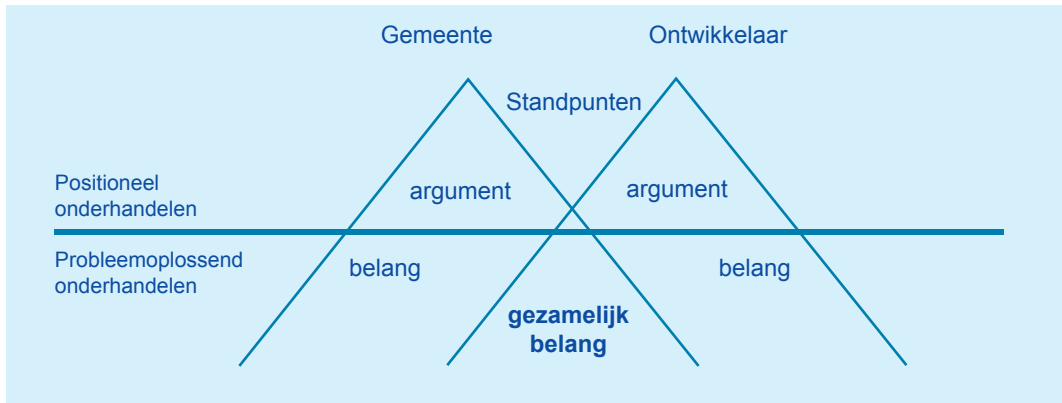 Gemeente
Ontwikkelaar
Standpunten
Positioneel
onderhandelen
argument
argument
Probleemoplossend
onderhandelen
belang
belang
gezamelijk
belang